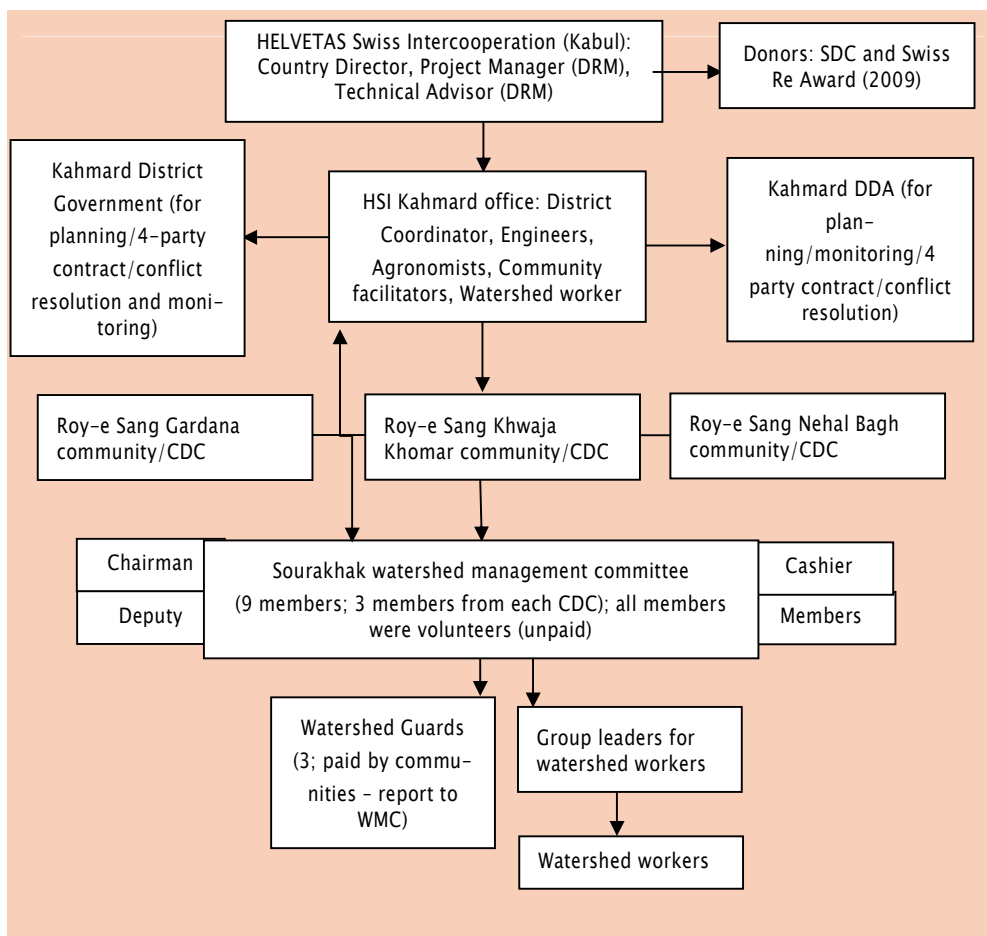 HELVETAS Swiss Intercooperation (Kabul):
Country Director, Project Manager (DRM),
Technical Advisor (DRM)
Donors: SDC and Swiss
Re Award (2009)
Kahmard District
Government (for
planning/4-party
contract/conflict
resolution and moni-
toring)
HSI Kahmard office: District
Coordinator, Engineers,
Agronomists, Community
facilitators, Watershed worker
Kahmard DDA (for
plan-
ning/monitoring/4
party contract/conflict
resolution)
Roy-e Sang Gardana
community/CDC
Roy-e Sang Khwaja
Khomar community/CDC
Roy-e Sang Nehal Bagh
community/CDC
Chairman
Deputy
Sourakhak watershed management committee
(9 members; 3 members from each CDC); all members
were volunteers (unpaid)
Cashier
Members
Watershed Guards
(3; paid by commu-
nities - report to
WMC)
Group leaders for
watershed workers
Watershed workers